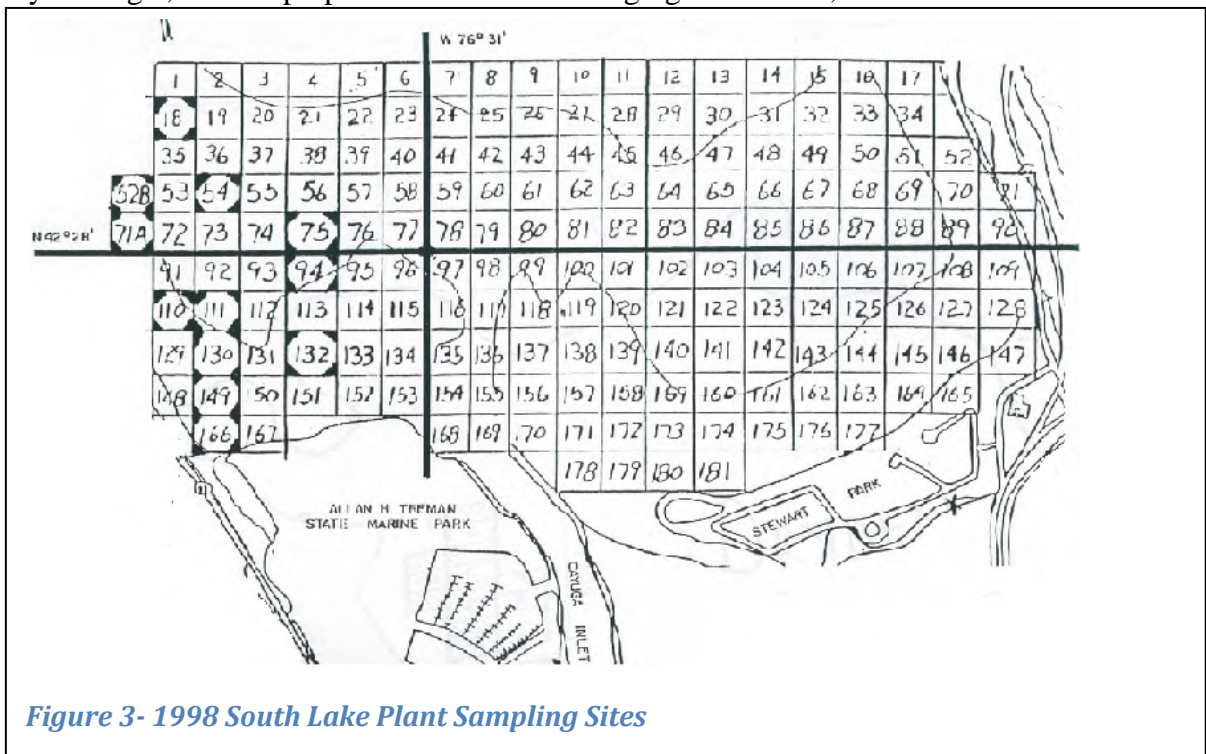 W 76° 31'
1 2 3 4 5 6 7 8 9 10 11 12 13 14 15 16 17
18 19 20 21 22 23 24 25 26 27 28 29 30 31 32 33 34
35 36 37 38 39 40 41 42 43 44 45 46 47 48 49 50 51 52
52B 53 54 55 56 57 58 59 60 61 62 63 64 65 66 67 68 69 70 71
N42°28' 71A 72 73 74 75 76 77 78 79 80 81 82 83 84 85 86 87 88 89 90
91 92 93 94 95 96 97 98 99 100 101 102 103 104 105 106 107 108 109
110 111 112 113 114 115 116 117 118 119 120 121 122 123 124 125 126 127 128
129 130 131 132 133 134 135 136 137 138 139 140 141 142 143 144 145 146 147
148 149 150 151 152 153 154 155 156 157 158 159 160 161 162 163 164 165
166 167 168 169 170 171 172 173 174 175 176 177
178 179 180 181
ALLAN H TREMAN
STATE MARINE PARK
STEWART PARK
CAYUGA INLET
Figure 3- 1998 South Lake Plant Sampling Sites